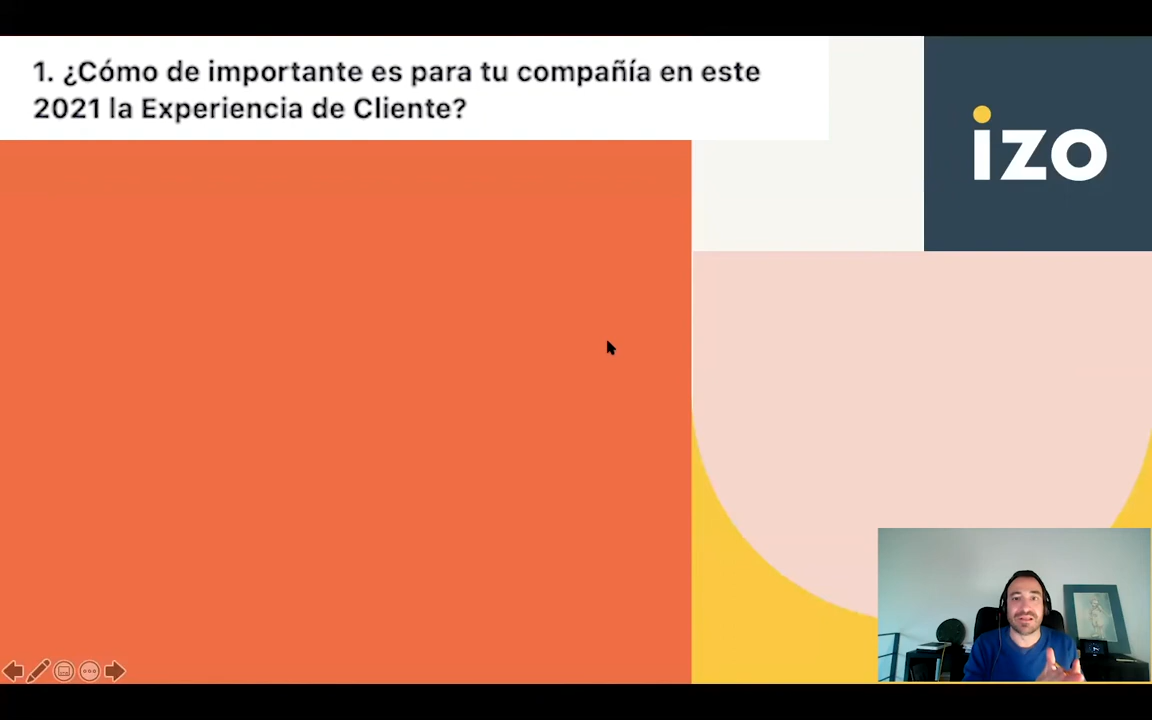 1. ¿Cómo de importante es para tu compañía en este
2021 la Experiencia de Cliente?
izo